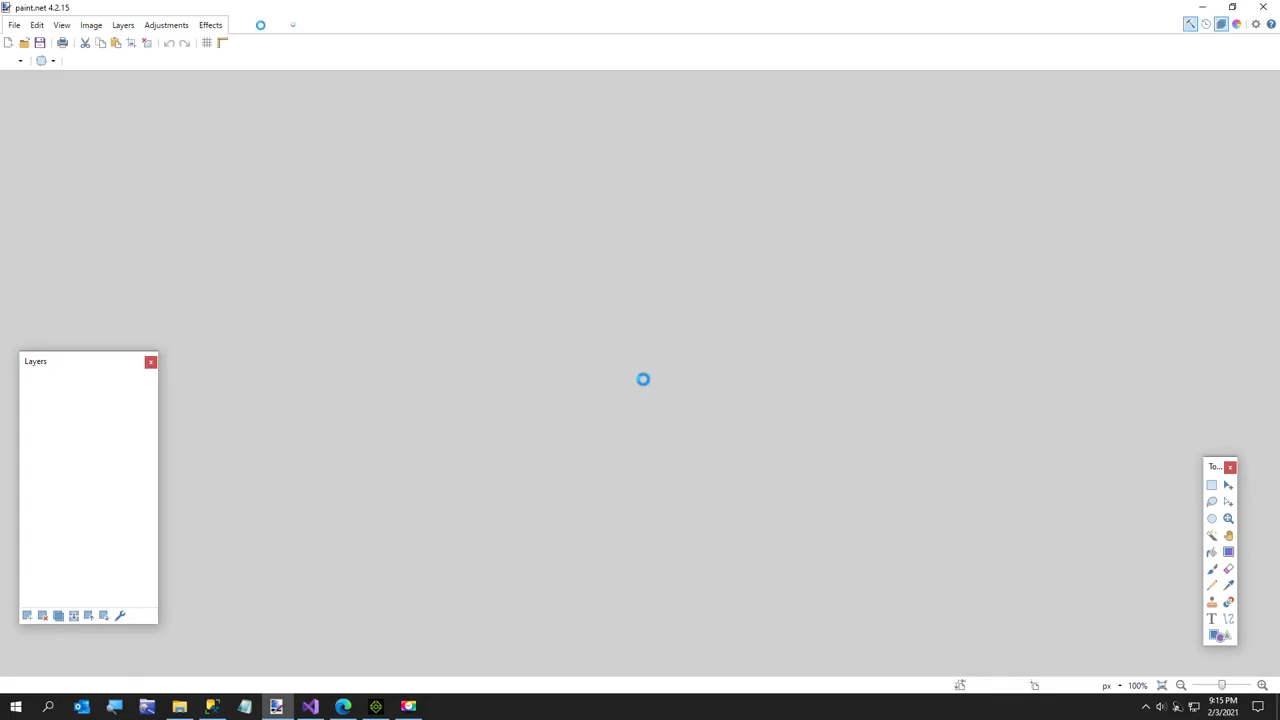 paint.net 4.2.15
File Edit View Image Layers Adjustments Effects
Layers
To...
px 100%
9:15 PM
2/3/2021